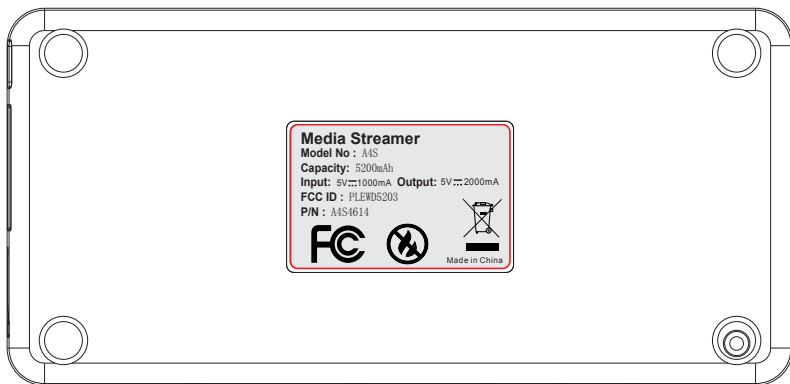 Media Streamer
Model No : A4S
Capacity: 5200mAh
Input: 5V⎓1000mA Output: 5V⎓2000mA
FCC ID : PLEWD5203
P/N : A4S4614
FC
Made in China